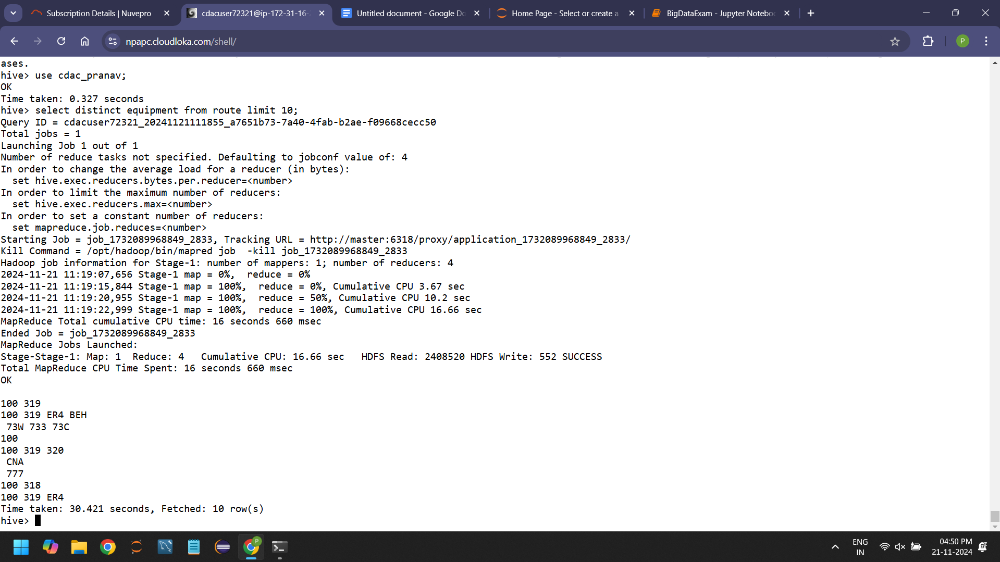 Subscription Details | Nuvepro
cdacuser72321@ip-172-31-16-
Untitled document - Google Do
Home Page - Select or create a
BigDataExam - Jupyter Notebo
npapc.cloudloka.com/shell/
P
ases.
hive> use cdac_pranav;
OK
Time taken: 0.327 seconds
hive> select distinct equipment from route limit 10;
Query ID = cdacuser72321_20241121111855_a7651b73-7a40-4fab-b2ae-f09668cecc50
Total jobs = 1
Launching Job 1 out of 1
Number of reduce tasks not specified. Defaulting to jobconf value of: 4
In order to change the average load for a reducer (in bytes):
  set hive.exec.reducers.bytes.per.reducer=<number>
In order to limit the maximum number of reducers:
  set hive.exec.reducers.max=<number>
In order to set a constant number of reducers:
  set mapreduce.job.reduces=<number>
Starting Job = job_1732089968849_2833, Tracking URL = http://master:6318/proxy/application_1732089968849_2833/
Kill Command = /opt/hadoop/bin/mapred job  -kill job_1732089968849_2833
Hadoop job information for Stage-1: number of mappers: 1; number of reducers: 4
2024-11-21 11:19:07,656 Stage-1 map = 0%,  reduce = 0%
2024-11-21 11:19:15,844 Stage-1 map = 100%,  reduce = 0%, Cumulative CPU 3.67 sec
2024-11-21 11:19:20,955 Stage-1 map = 100%,  reduce = 50%, Cumulative CPU 10.2 sec
2024-11-21 11:19:22,999 Stage-1 map = 100%,  reduce = 100%, Cumulative CPU 16.66 sec
MapReduce Total cumulative CPU time: 16 seconds 660 msec
Ended Job = job_1732089968849_2833
MapReduce Jobs Launched:
Stage-Stage-1: Map: 1  Reduce: 4   Cumulative CPU: 16.66 sec   HDFS Read: 2408520 HDFS Write: 552 SUCCESS
Total MapReduce CPU Time Spent: 16 seconds 660 msec
OK

100 319
100 319 ER4 BEH
 73W 733 73C
100
100 319 320
 CNA
 777
100 318
100 319 ER4
Time taken: 30.421 seconds, Fetched: 10 row(s)
hive>
P
ENG
IN
04:50 PM
21-11-2024